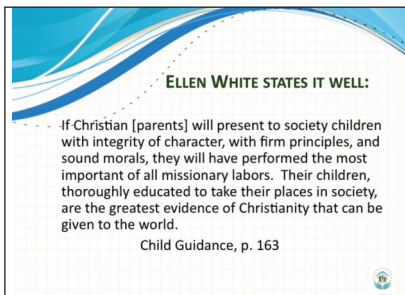 ELLEN WHITE STATES IT WELL:
If Christian [parents] will present to society children
with integrity of character, with firm principles, and
sound morals, they will have performed the most
important of all missionary labors. Their children,
thoroughly educated to take their places in society,
are the greatest evidence of Christianity that can be
given to the world.
Child Guidance, p. 163